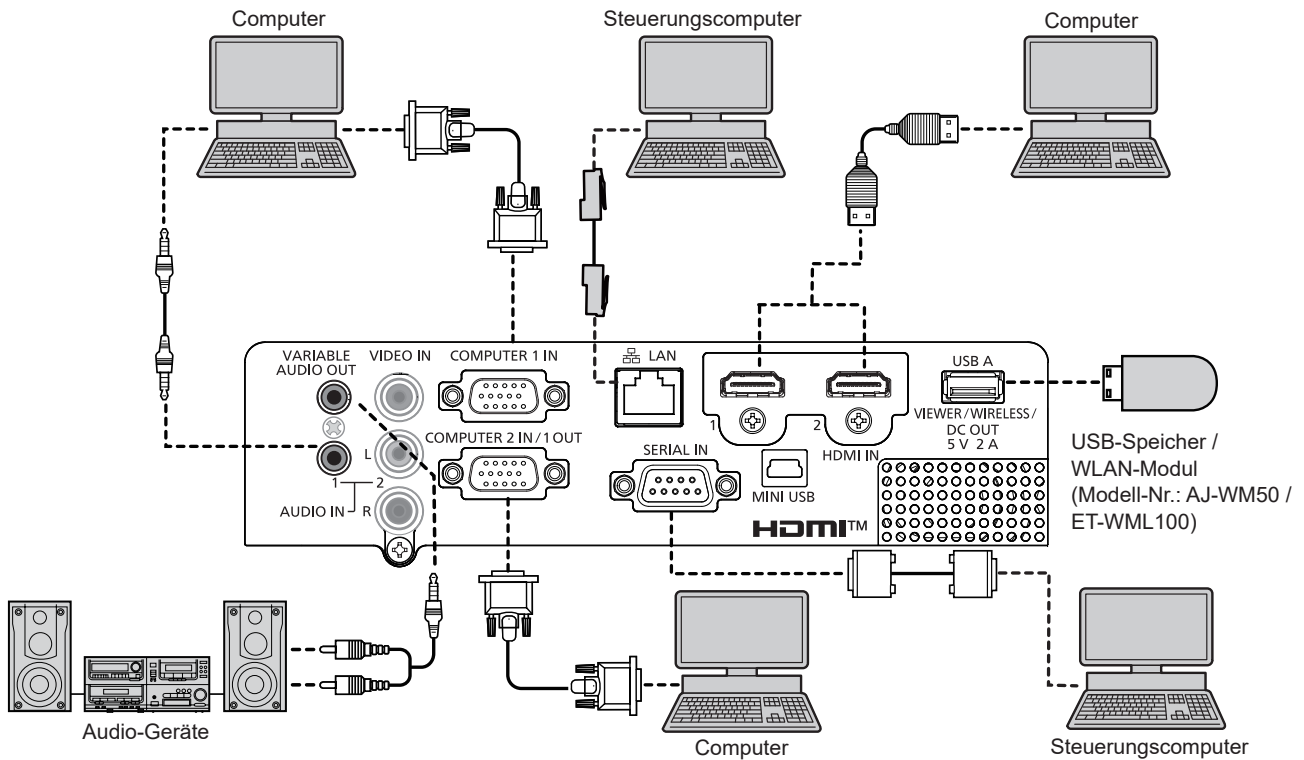 Computer
Steuerungscomputer
Computer
VARIABLE
AUDIO OUT
VIDEO IN
COMPUTER 1 IN
LAN
USB A
VIEWER / WIRELESS /
DC OUT
5 V 2 A
1
2
HDMI IN
COMPUTER 2 IN / 1 OUT
SERIAL IN
MINI USB
L
1
2
AUDIO IN
R
HDMI™
USB-Speicher /
WLAN-Modul
(Modell-Nr.: AJ-WM50 /
ET-WML100)
Audio-Geräte
Computer
Steuerungscomputer